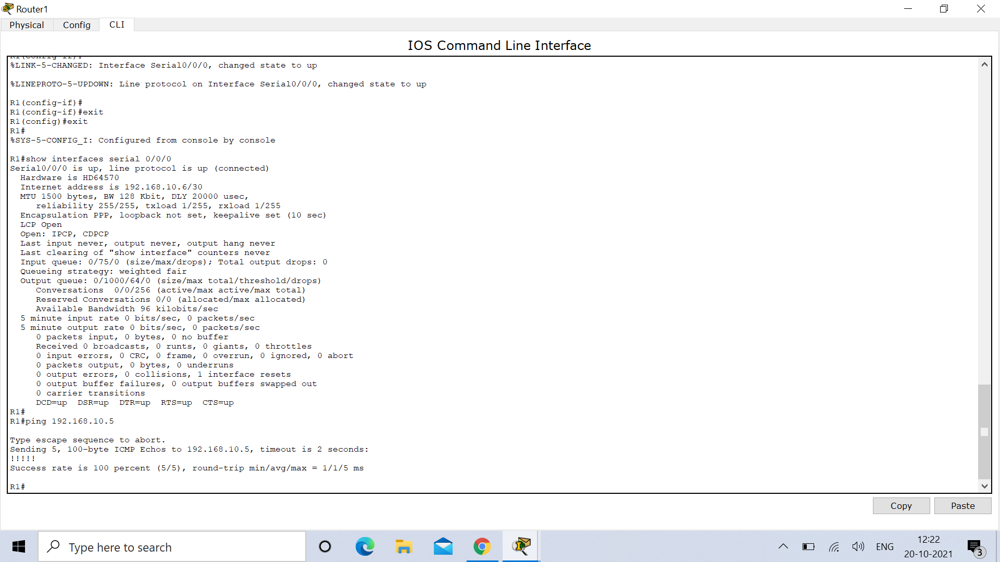 Router1
Physical Config CLI
IOS Command Line Interface
R1(config-if)#
%LINK-5-CHANGED: Interface Serial0/0/0, changed state to up
%LINEPROTO-5-UPDOWN: Line protocol on Interface Serial0/0/0, changed state to up
R1(config-if)#
R1(config-if)#exit
R1(config)#exit
R1#
%SYS-5-CONFIG_I: Configured from console by console
R1#show interfaces serial 0/0/0
Serial0/0/0 is up, line protocol is up (connected)
Hardware is HD64570
Internet address is 192.168.10.6/30
MTU 1500 bytes, BW 128 Kbit, DLY 20000 usec,
reliability 255/255, txload 1/255, rxload 1/255
Encapsulation PPP, loopback not set, keepalive set (10 sec)
LCP Open
Open: IPCP, CDPCP
Last input never, output never, output hang never
Last clearing of "show interface" counters never
Input queue: 0/75/0 (size/max/drops); Total output drops: 0
Queueing strategy: weighted fair
Output queue: 0/1000/64/0 (size/max total/threshold/drops)
Conversations 0/0/256 (active/max active/max total)
Reserved Conversations 0/0 (allocated/max allocated)
Available Bandwidth 96 kilobits/sec
5 minute input rate 0 bits/sec, 0 packets/sec
5 minute output rate 0 bits/sec, 0 packets/sec
0 packets input, 0 bytes, 0 no buffer
Received 0 broadcasts, 0 runts, 0 giants, 0 throttles
0 input errors, 0 CRC, 0 frame, 0 overrun, 0 ignored, 0 abort
0 packets output, 0 bytes, 0 underruns
0 output errors, 0 collisions, 1 interface resets
0 output buffer failures, 0 output buffers swapped out
0 carrier transitions
DCD=up DSR=up DTR=up RTS=up CTS=up
R1#
R1#ping 192.168.10.5
Type escape sequence to abort.
Sending 5, 100-byte ICMP Echos to 192.168.10.5, timeout is 2 seconds:
!!!!!
Success rate is 100 percent (5/5), round-trip min/avg/max = 1/1/5 ms
R1#
Copy Paste
Type here to search
ENG
12:22
20-10-2021
3